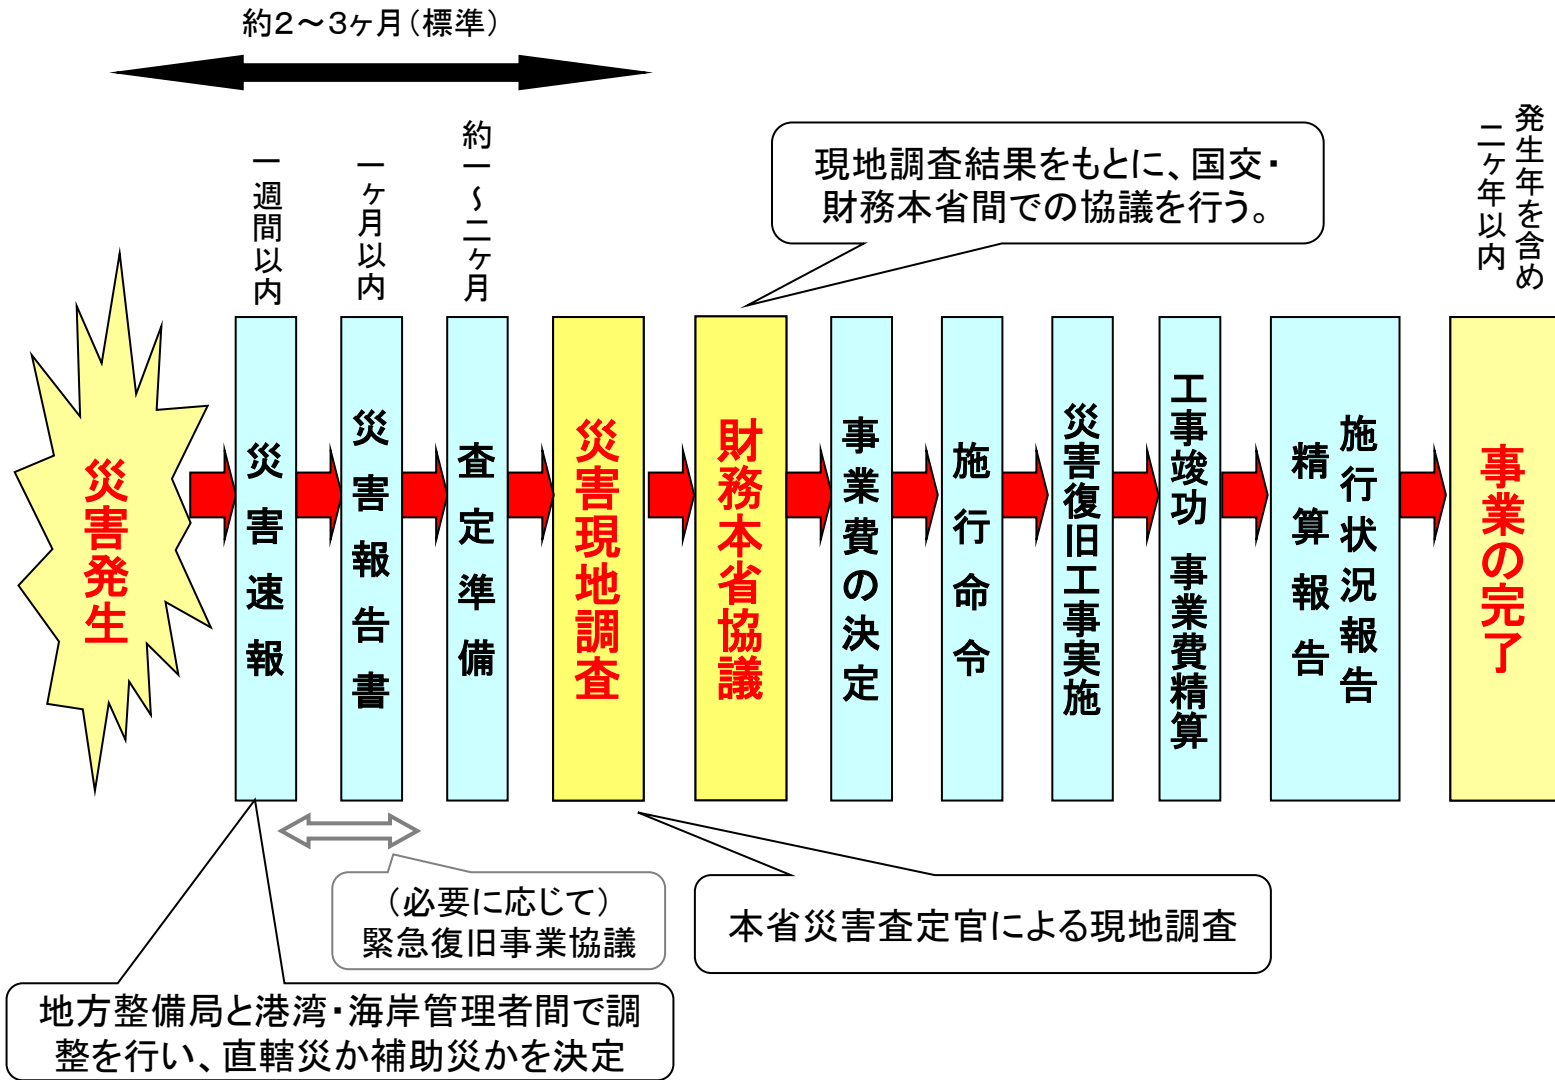 約２～３ヶ月（標準）
一週間以内
一ヶ月以内
約一～二ヶ月
現地調査結果をもとに、国交・
財務本省間での協議を行う。
発生年を含め
二ヶ年以内
災害発生
災害速報
災害報告書
査定準備
災害現地調査
財務本省協議
事業費の決定
施行命令
災害復旧工事実施
工事竣功 事業費精算
施行状況報告
精算報告
事業の完了
（必要に応じて）
緊急復旧事業協議
本省災害査定官による現地調査
地方整備局と港湾・海岸管理者間で調
整を行い、直轄災か補助災かを決定